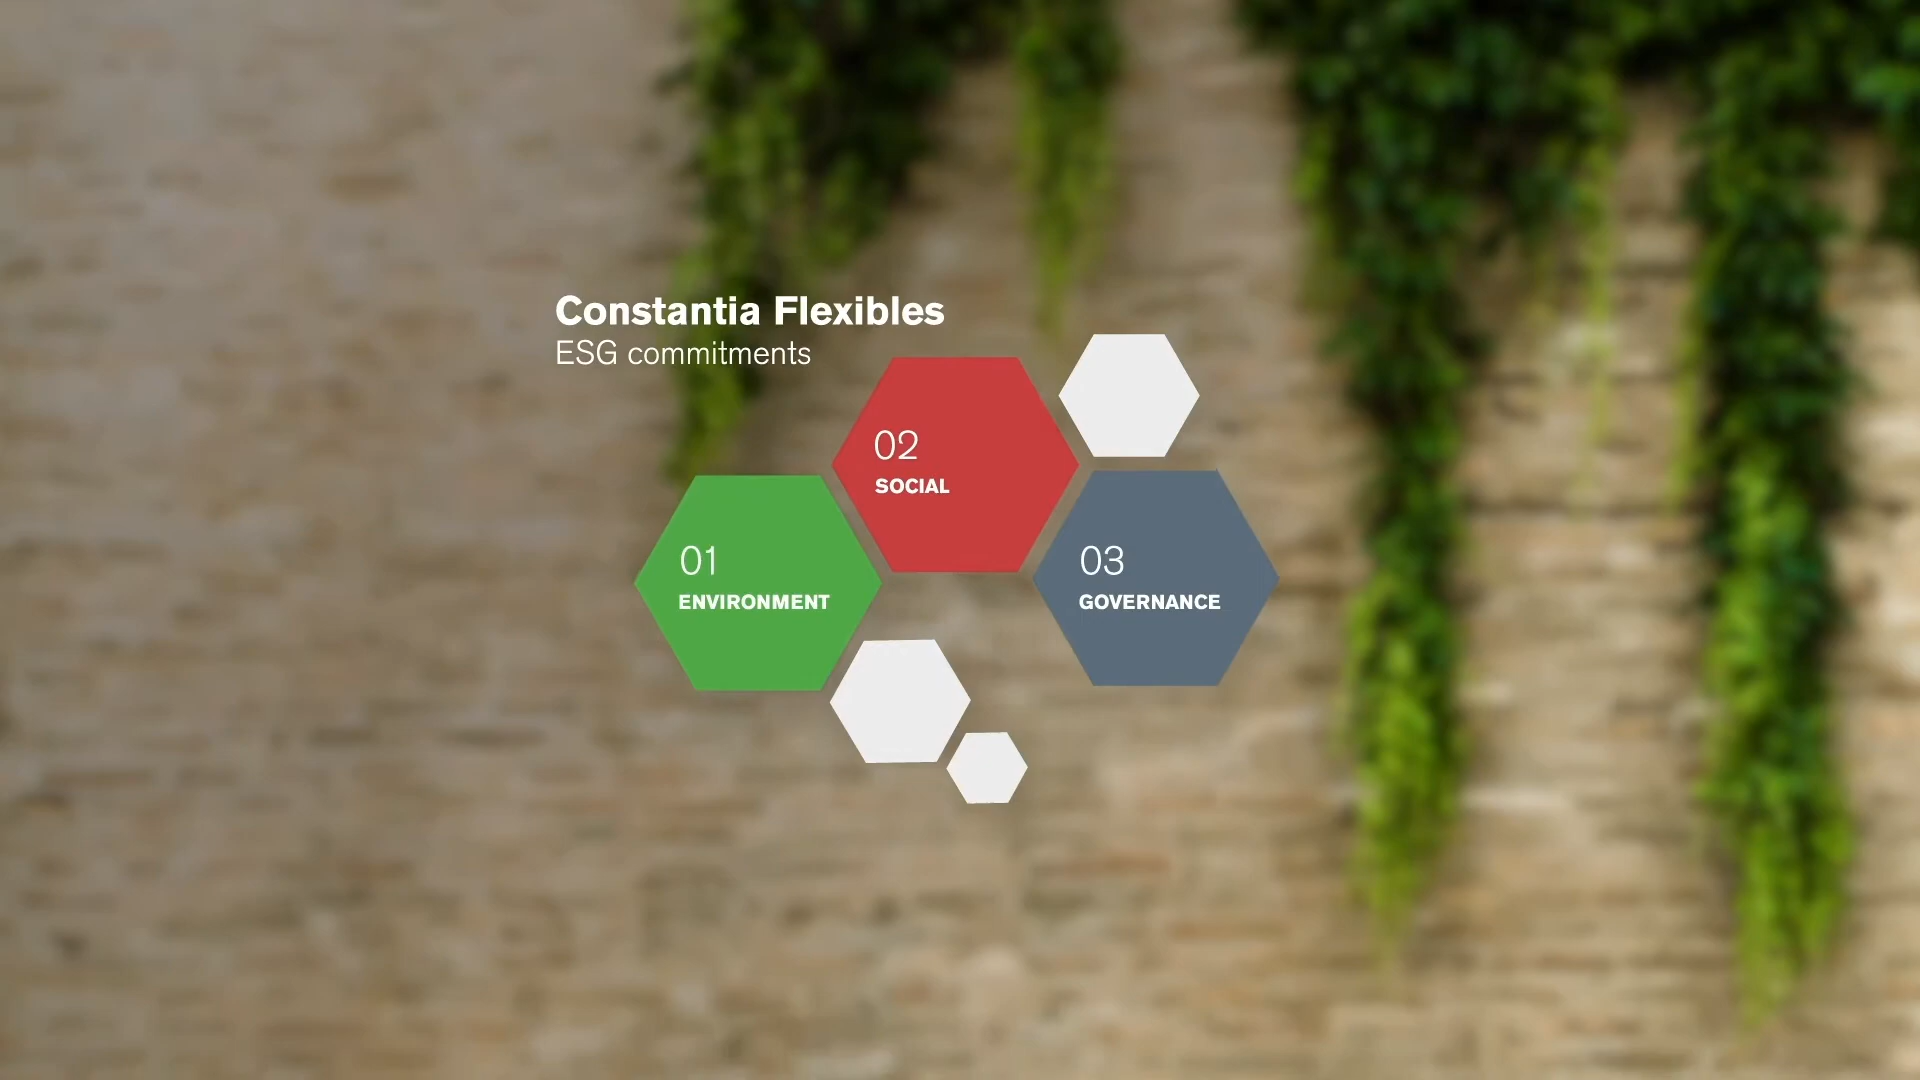 Constantia Flexibles
ESG commitments
01
ENVIRONMENT
02
SOCIAL
03
GOVERNANCE